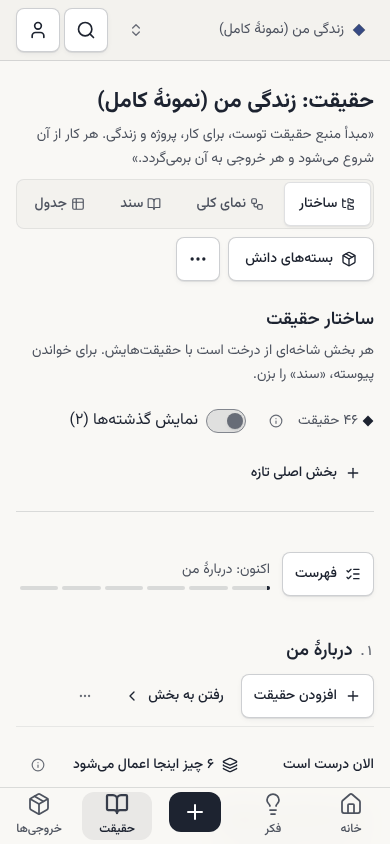 زندگی من (نمونهٔ کامل)
حقیقت: زندگی من (نمونهٔ کامل)
«مبدأ منبع حقیقت توست، برای کار، پروژه و زندگی. هر کار از آن
شروع می‌شود و هر خروجی به آن برمی‌گردد.»
ساختار
نمای کلی
سند
جدول
بسته‌های دانش
ساختار حقیقت
هر بخش شاخه‌ای از درخت است با حقیقت‌هایش. برای خواندن
پیوسته، «سند» را بزن.
۴۶ حقیقت
نمایش گذشته‌ها (۲)
بخش اصلی تازه
فهرست
اکنون: دربارهٔ من
۱. دربارهٔ من
افزودن حقیقت
رفتن به بخش
الان درست است
۶ چیز اینجا اعمال می‌شود
خانه
فکر
حقیقت
خروجی‌ها